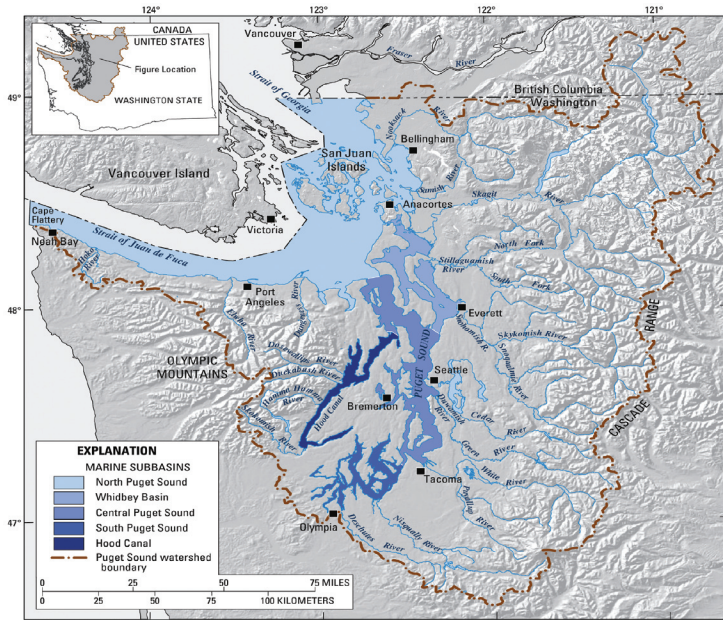 124°
123°
122°
121°
CANADA
UNITED STATES
Figure Location
WASHINGTON STATE
Vancouver
Fraser
River
49°
Strait of Georgia
British Columbia
Washington
Nooksack
River
Bellingham
San Juan
Islands
Vancouver Island
Samish
River
Skagit
River
Anacortes
Cape
Flattery
Neah Bay
Victoria
Strait of Juan de Fuca
Hoko
River
North Fork
Stillaguamish
River
South
Fork
Port
Angeles
48°
Elwha
River
Dungeness
River
Everett
Snohomish R.
Skykomish River
Snoqualmie River
RANGE
CASCADE
OLYMPIC
MOUNTAINS
Dosewallips River
Duckabush River
Hamma Hamma
River
Skokomish
River
Hood Canal
PUGET SOUND
Seattle
Bremerton
Duwamish
River
Cedar
River
Green
River
White
River
Tacoma
Puyallup
River
47°
Olympia
Nisqually River
Deschutes
River
EXPLANATION
MARINE SUBBASINS
North Puget Sound
Whidbey Basin
Central Puget Sound
South Puget Sound
Hood Canal
Puget Sound watershed
boundary
0 25 50 75 MILES
0 25 50 75 100 KILOMETERS